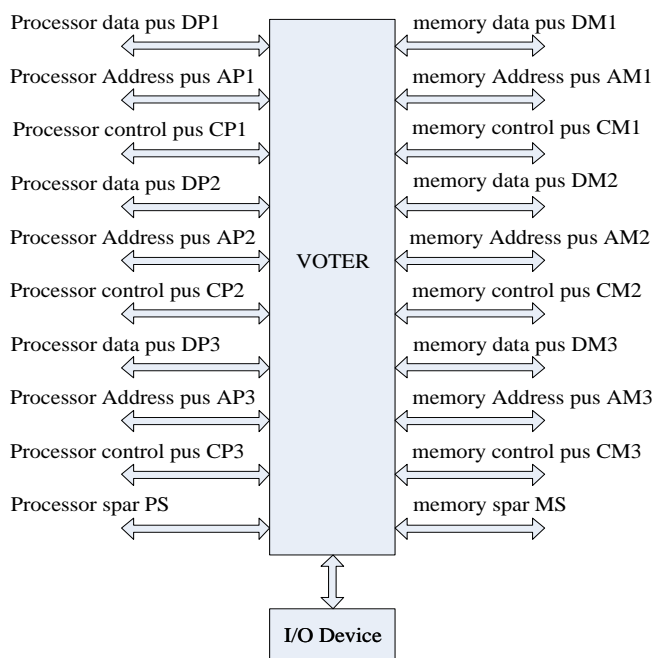 Processor data pus DP1
memory data pus DM1
Processor Address pus AP1
memory Address pus AM1
Processor control pus CP1
memory control pus CM1
Processor data pus DP2
memory data pus DM2
Processor Address pus AP2
memory Address pus AM2
VOTER
Processor control pus CP2
memory control pus CM2
Processor data pus DP3
memory data pus DM3
Processor Address pus AP3
memory Address pus AM3
Processor control pus CP3
memory control pus CM3
Processor spar PS
memory spar MS
I/O Device